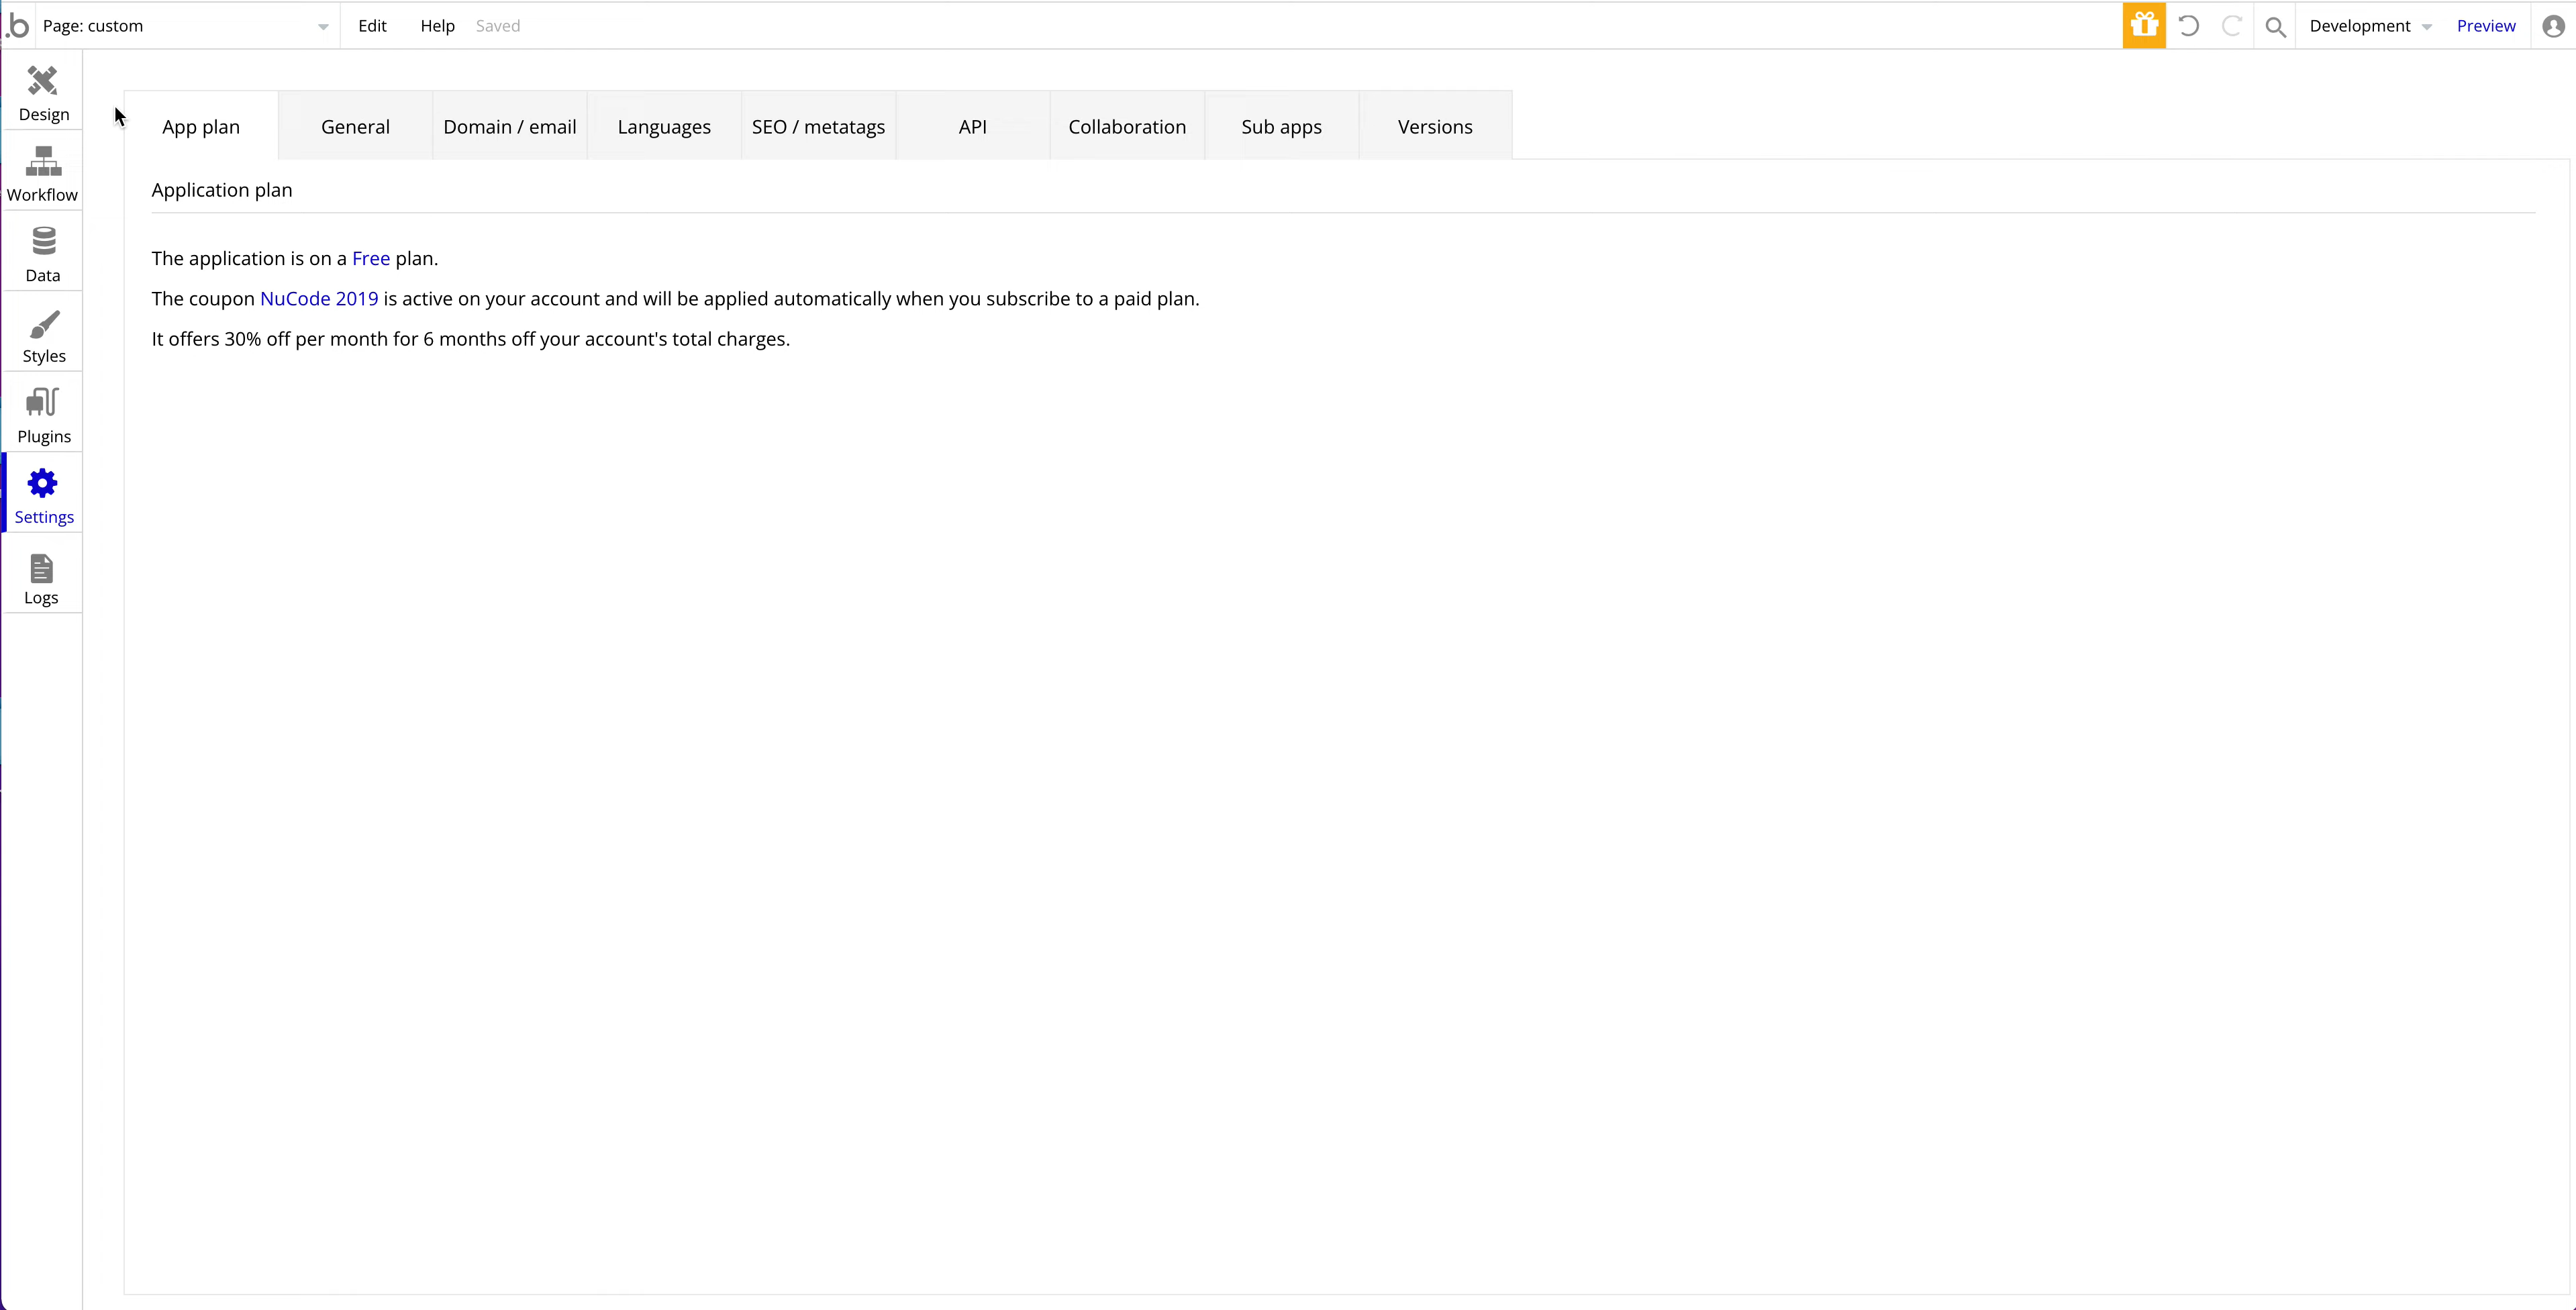 .b Page: custom Edit Help Saved Development Preview
Design
Workflow
Data
Styles
Plugins
Settings
Logs
App plan General Domain / email Languages SEO / metatags API Collaboration Sub apps Versions
Application plan
The application is on a Free plan.
The coupon NuCode 2019 is active on your account and will be applied automatically when you subscribe to a paid plan.
It offers 30% off per month for 6 months off your account's total charges.